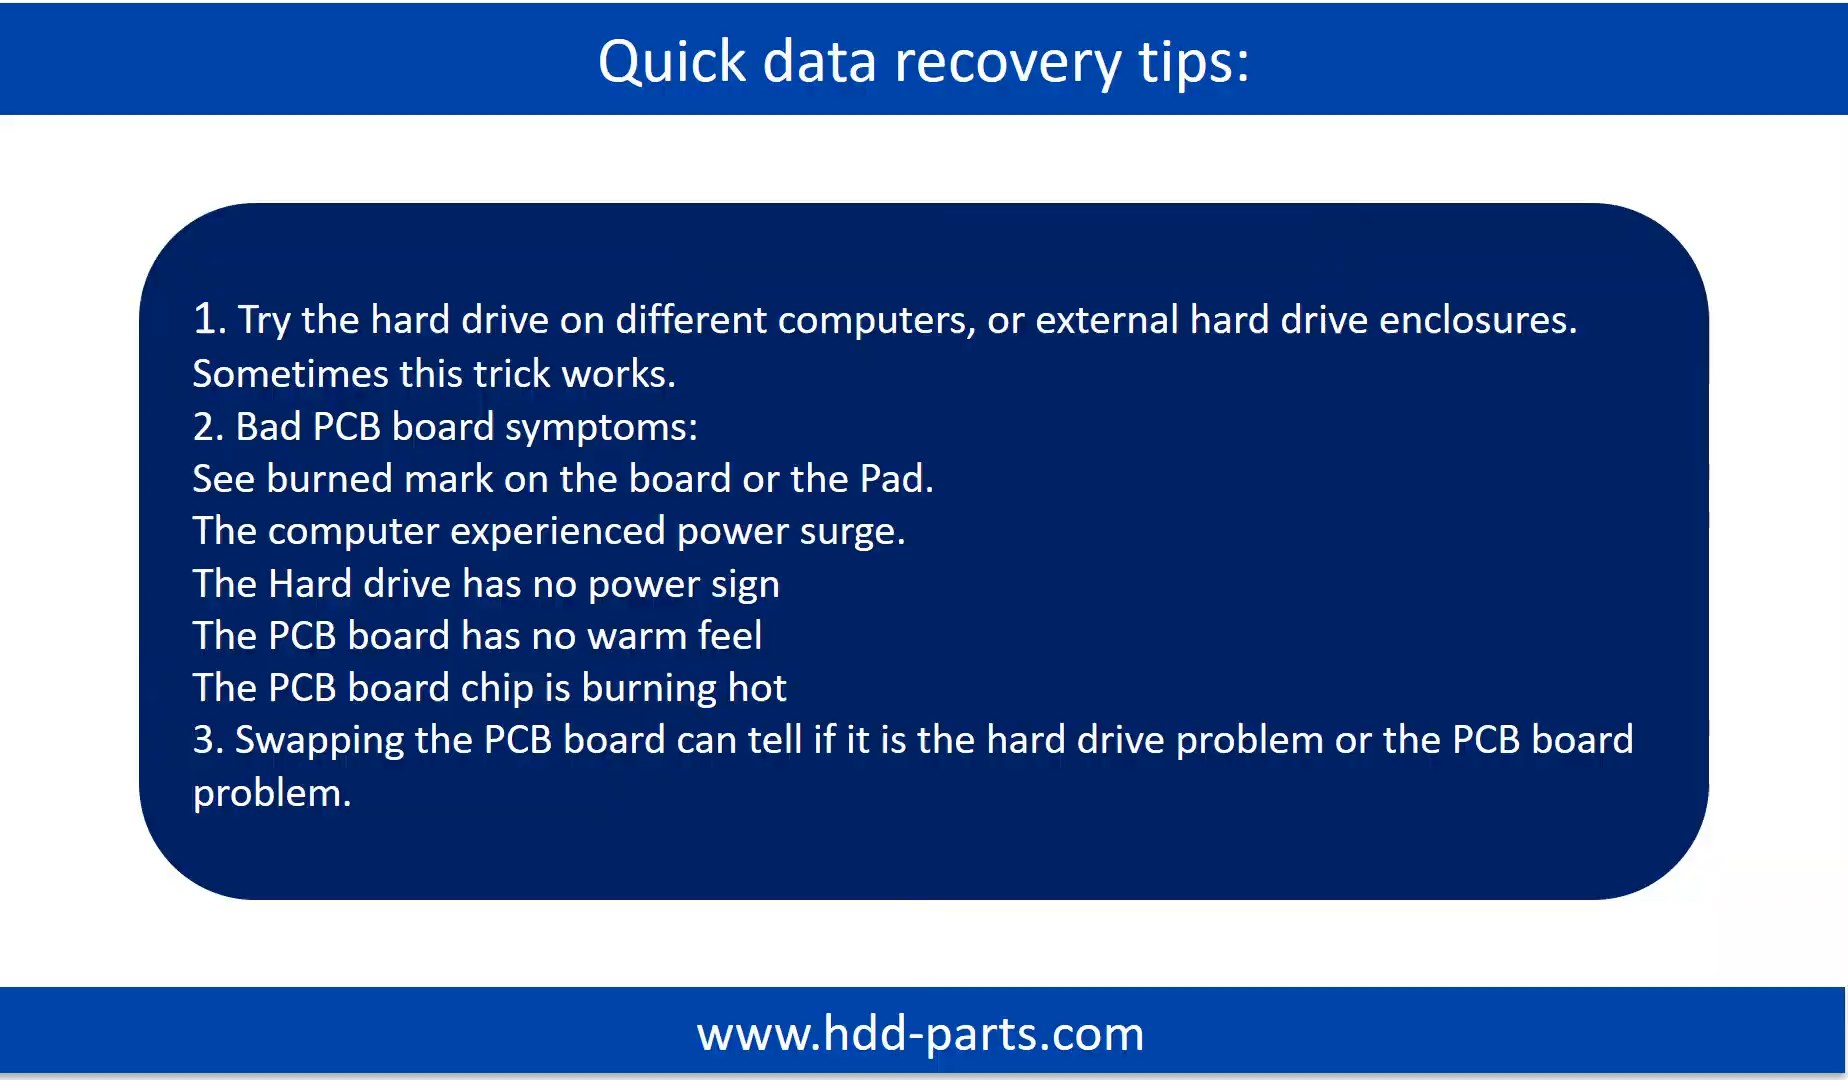 Quick data recovery tips:
1. Try the hard drive on different computers, or external hard drive enclosures.
Sometimes this trick works.
2. Bad PCB board symptoms:
See burned mark on the board or the Pad.
The computer experienced power surge.
The Hard drive has no power sign
The PCB board has no warm feel
The PCB board chip is burning hot
3. Swapping the PCB board can tell if it is the hard drive problem or the PCB board
problem.
www.hdd-parts.com